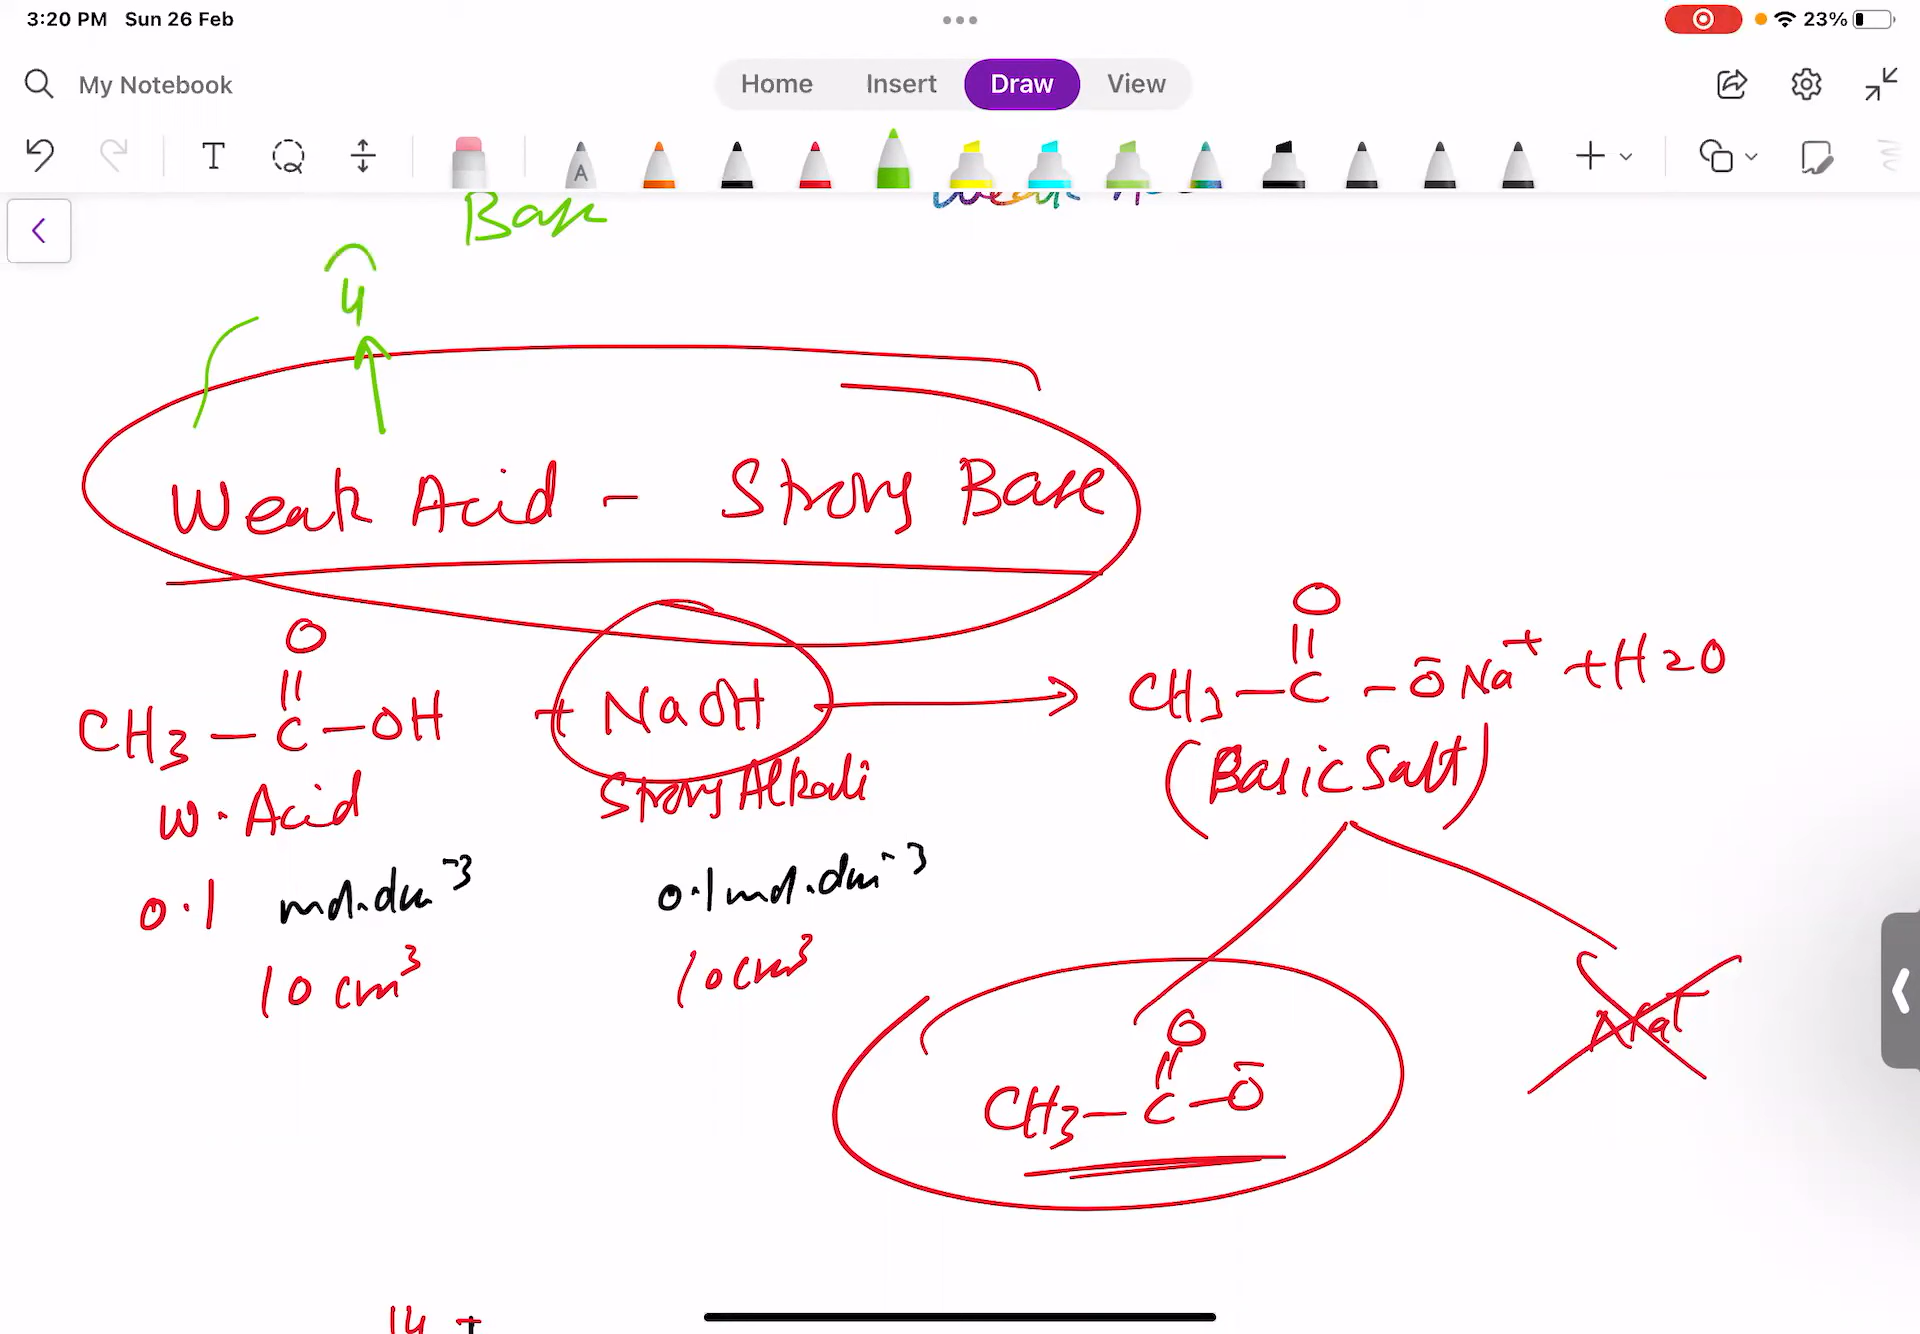 3:20 PM Sun 26 Feb
23%
My Notebook
Home Insert Draw View
T
A
Base
4
Weak Acid - Strong Base
O
||
CH3 - C - OH + NaOH → CH3 - C - Ō Na+ + H2O
O
||
W. Acid
Strong Alkali
(Basic Salt)
0.1 mol.dm-3
0.1 mol.dm-3
10 cm3
10 cm3
Na+
O
||
CH3 - C - Ō
14